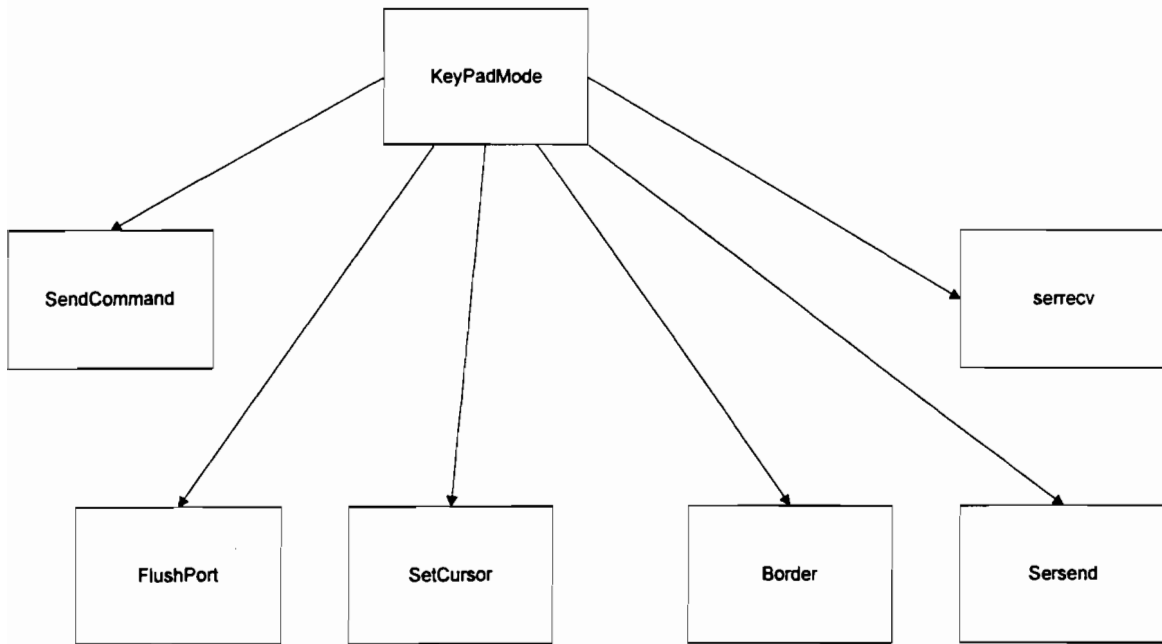 KeyPadMode
SendCommand
serrecv
FlushPort
SetCursor
Border
Sersend